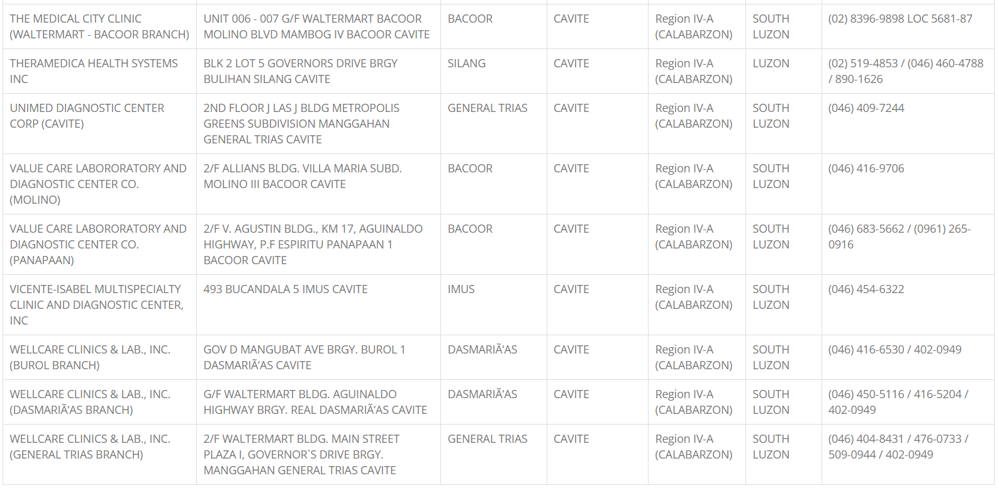 THE MEDICAL CITY CLINIC
(WALTERMART - BACOOR BRANCH)
UNIT 006 - 007 G/F WALTERMART BACOOR
MOLINO BLVD MAMBOG IV BACOOR CAVITE
BACOOR
CAVITE
Region IV-A
(CALABARZON)
SOUTH
LUZON
(02) 8396-9898 LOC 5681-87
THERAMEDICA HEALTH SYSTEMS
INC
BLK 2 LOT 5 GOVERNORS DRIVE BRGY
BULIHAN SILANG CAVITE
SILANG
CAVITE
Region IV-A
(CALABARZON)
LUZON
(02) 519-4853 / (046) 460-4788
/ 890-1626
UNIMED DIAGNOSTIC CENTER
CORP (CAVITE)
2ND FLOOR J LAS J BLDG METROPOLIS
GREENS SUBDIVISION MANGGAHAN
GENERAL TRIAS CAVITE
GENERAL TRIAS
CAVITE
Region IV-A
(CALABARZON)
SOUTH
LUZON
(046) 409-7244
VALUE CARE LABORORATORY AND
DIAGNOSTIC CENTER CO.
(MOLINO)
2/F ALLIANS BLDG. VILLA MARIA SUBD.
MOLINO III BACOOR CAVITE
BACOOR
CAVITE
Region IV-A
(CALABARZON)
SOUTH
LUZON
(046) 416-9706
VALUE CARE LABORORATORY AND
DIAGNOSTIC CENTER CO.
(PANAPAAN)
2/F V. AGUSTIN BLDG., KM 17, AGUINALDO
HIGHWAY, P.F ESPIRITU PANAPAAN 1
BACOOR CAVITE
BACOOR
CAVITE
Region IV-A
(CALABARZON)
SOUTH
LUZON
(046) 683-5662 / (0961) 265-
0916
VICENTE-ISABEL MULTISPECIALTY
CLINIC AND DIAGNOSTIC CENTER,
INC
493 BUCANDALA 5 IMUS CAVITE
IMUS
CAVITE
Region IV-A
(CALABARZON)
SOUTH
LUZON
(046) 454-6322
WELLCARE CLINICS & LAB., INC.
(BUROL BRANCH)
GOV D MANGUBAT AVE BRGY. BUROL 1
DASMARIÃ‘AS CAVITE
DASMARIÃ‘AS
CAVITE
Region IV-A
(CALABARZON)
SOUTH
LUZON
(046) 416-6530 / 402-0949
WELLCARE CLINICS & LAB., INC.
(DASMARIÃ‘AS BRANCH)
G/F WALTERMART BLDG. AGUINALDO
HIGHWAY BRGY. REAL DASMARIÃ‘AS CAVITE
DASMARIÃ‘AS
CAVITE
Region IV-A
(CALABARZON)
SOUTH
LUZON
(046) 450-5116 / 416-5204 /
402-0949
WELLCARE CLINICS & LAB., INC.
(GENERAL TRIAS BRANCH)
2/F WALTERMART BLDG. MAIN STREET
PLAZA I, GOVERNOR`S DRIVE BRGY.
MANGGAHAN GENERAL TRIAS CAVITE
GENERAL TRIAS
CAVITE
Region IV-A
(CALABARZON)
SOUTH
LUZON
(046) 404-8431 / 476-0733 /
509-0944 / 402-0949